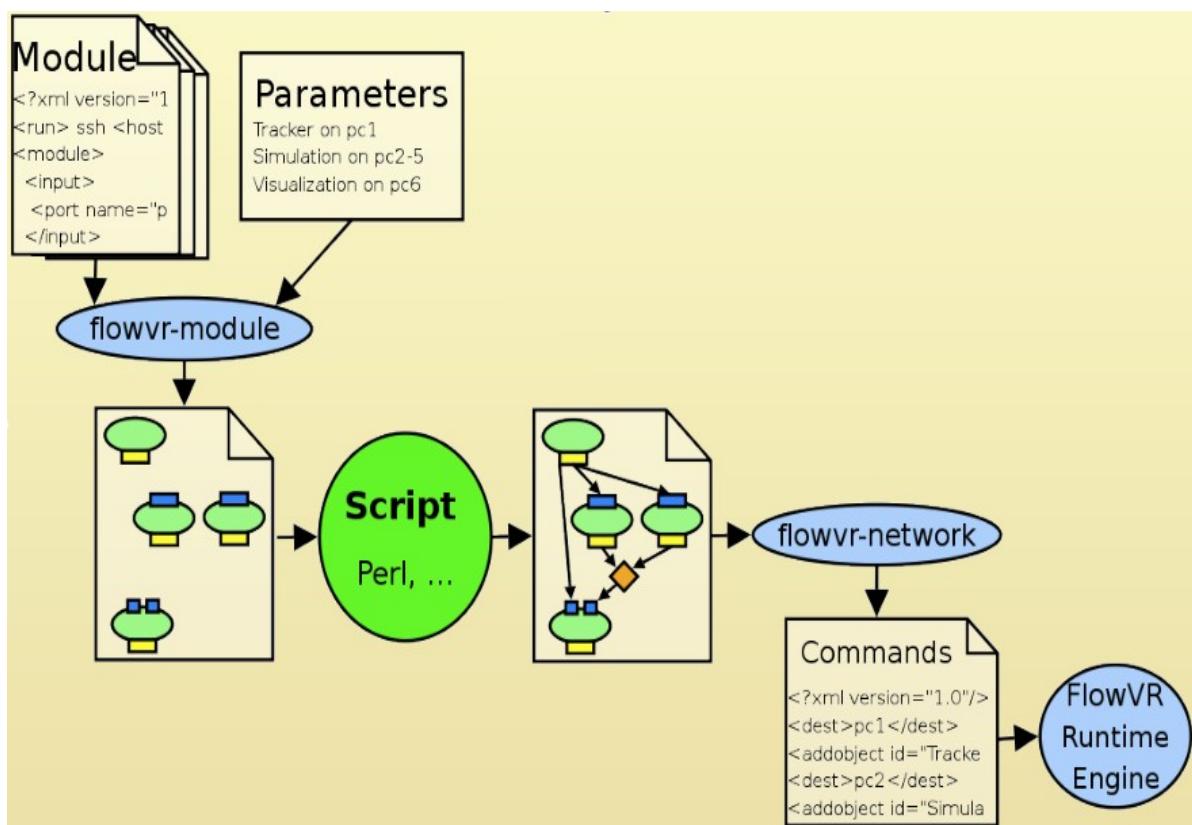 Module
<?xml version="1
<run> ssh <host
<module>
<input>
<port name="p
</input>
Parameters
Tracker on pc1
Simulation on pc2-5
Visualization on pc6
flowvr-module
Script
Perl, ...
flowvr-network
Commands
<?xml version="1.0"/>
<dest>pc1</dest>
<addobject id="Tracke
<dest>pc2</dest>
<addobject id="Simula
FlowVR
Runtime
Engine